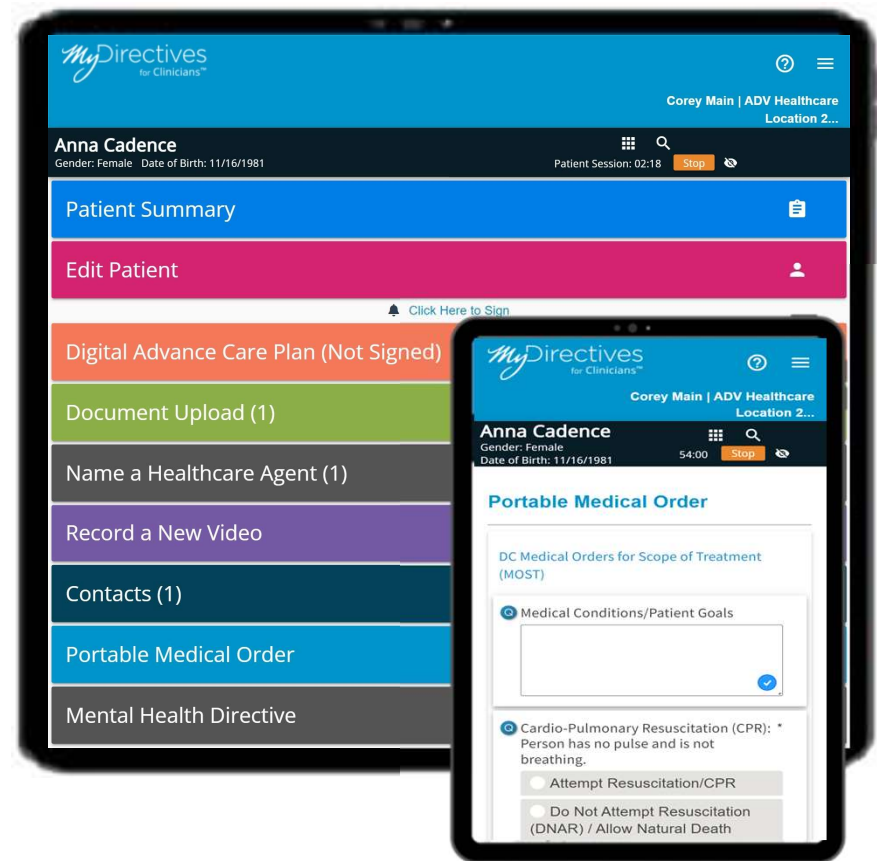 MyDirectives
for Clinicians™
Corey Main | ADV Healthcare
Location 2...
Anna Cadence
Gender: Female Date of Birth: 11/16/1981
Patient Session: 02:18 Stop
Patient Summary
Edit Patient
Click Here to Sign
Digital Advance Care Plan (Not Signed)
Document Upload (1)
Name a Healthcare Agent (1)
Record a New Video
Contacts (1)
Portable Medical Order
Mental Health Directive
MyDirectives
for Clinicians™
Corey Main | ADV Healthcare
Location 2...
Anna Cadence
Gender: Female
Date of Birth: 11/16/1981
54:00 Stop
Portable Medical Order
DC Medical Orders for Scope of Treatment
(MOST)
Q Medical Conditions/Patient Goals
Q Cardio-Pulmonary Resuscitation (CPR): *
Person has no pulse and is not
breathing.
Attempt Resuscitation/CPR
Do Not Attempt Resuscitation
(DNAR) / Allow Natural Death